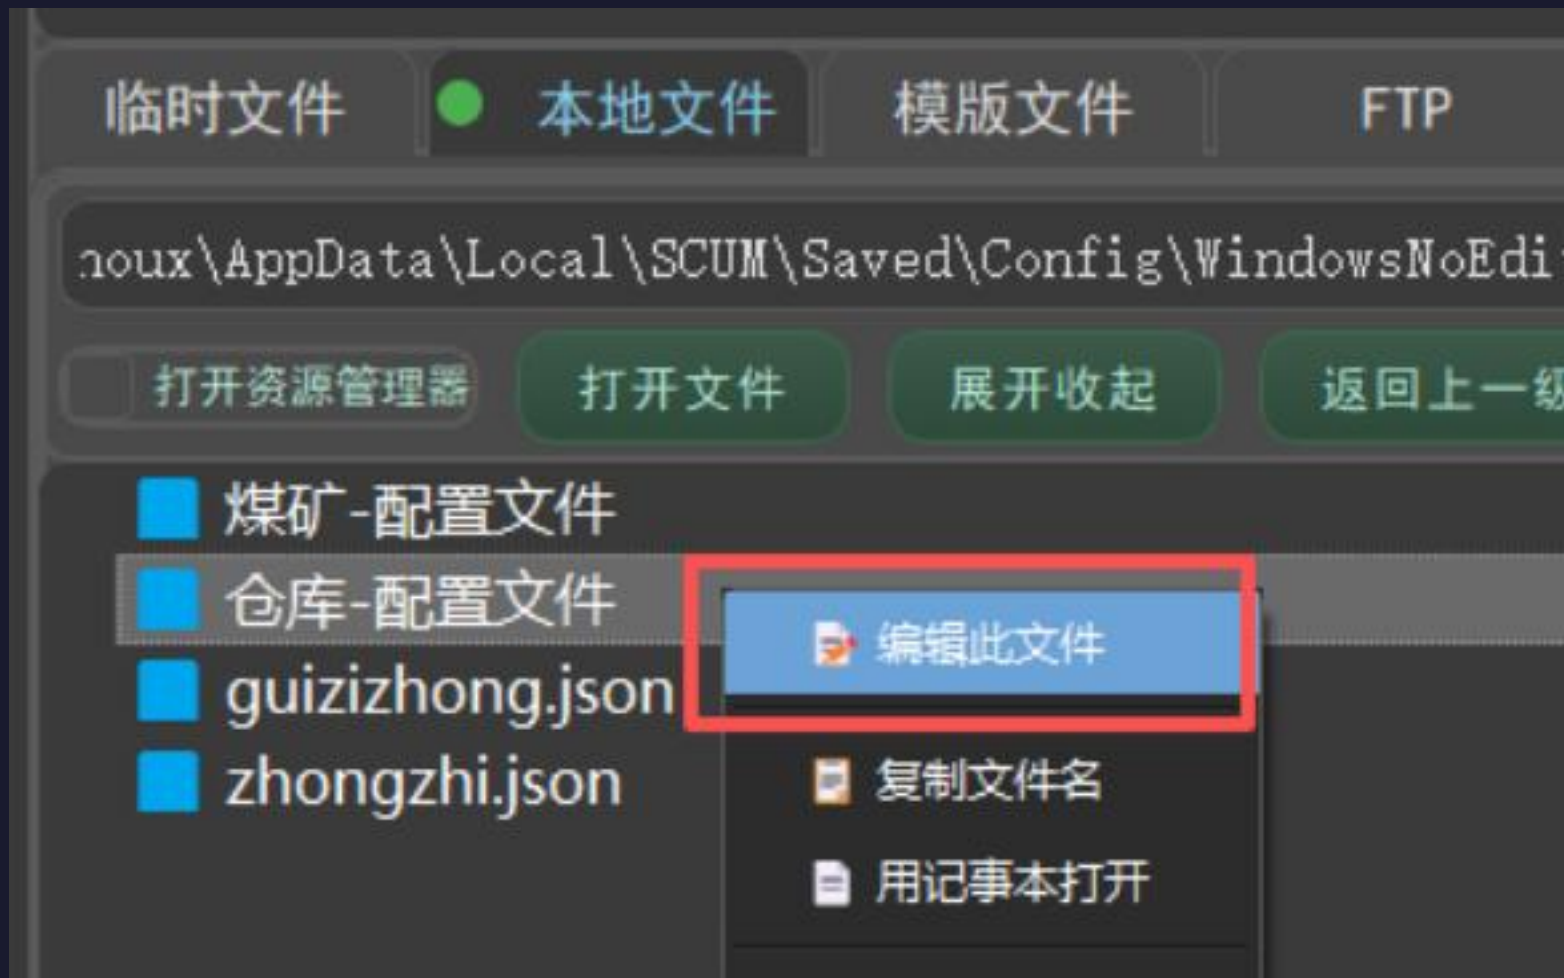 临时文件 本地文件 模版文件 FTP
noux\AppData\Local\SCUM\Saved\Config\WindowsNoEdi
打开资源管理器 打开文件 展开收起 返回上一级
煤矿-配置文件
仓库-配置文件
编辑此文件
guizizhong.json
zhongzhi.json
复制文件名
用记事本打开